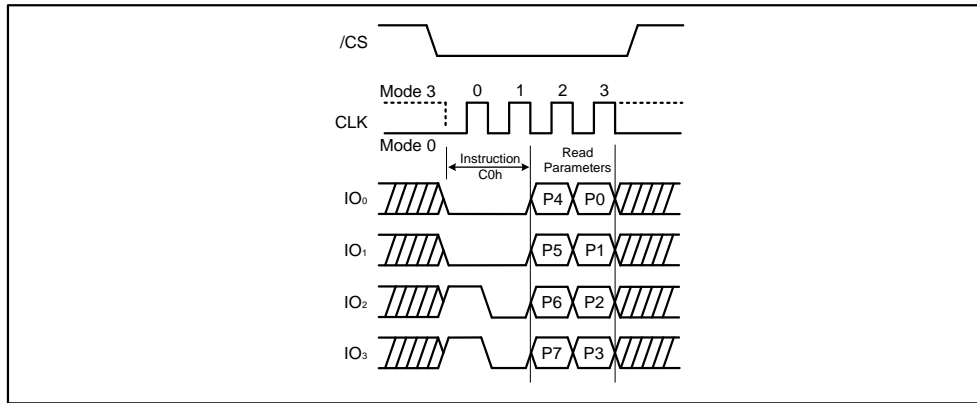 /CS
Mode 3 0 1 2 3
CLK
Mode 0
Instruction
C0h
Read
Parameters
IO₀ P4 P0
IO₁ P5 P1
IO₂ P6 P2
IO₃ P7 P3